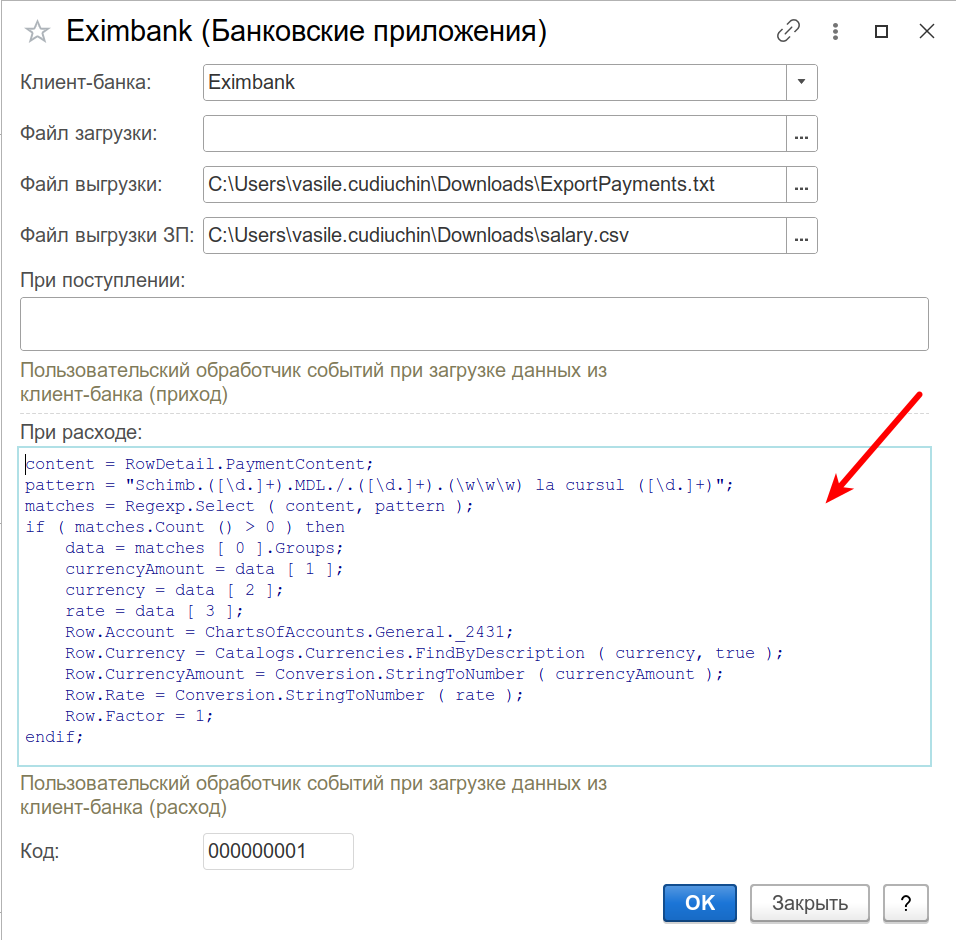 Eximbank (Банковские приложения)
Клиент-банка: Eximbank
Файл загрузки: ...
Файл выгрузки: C:\Users\vasile.cudiuchin\Downloads\ExportPayments.txt ...
Файл выгрузки ЗП: C:\Users\vasile.cudiuchin\Downloads\salary.csv ...
При поступлении:
Пользовательский обработчик событий при загрузке данных из
клиент-банка (приход)
При расходе:
content = RowDetail.PaymentContent;
pattern = "Schimb.([\d.]+).MDL./.([\d.]+).(\w\w\w) la cursul ([\d.]+)";
matches = Regexp.Select ( content, pattern );
if ( matches.Count () > 0 ) then
    data = matches [ 0 ].Groups;
    currencyAmount = data [ 1 ];
    currency = data [ 2 ];
    rate = data [ 3 ];
    Row.Account = ChartsOfAccounts.General._2431;
    Row.Currency = Catalogs.Currencies.FindByDescription ( currency, true );
    Row.CurrencyAmount = Conversion.StringToNumber ( currencyAmount );
    Row.Rate = Conversion.StringToNumber ( rate );
    Row.Factor = 1;
endif;
Пользовательский обработчик событий при загрузке данных из
клиент-банка (расход)
Код: 000000001
OK Закрыть ?